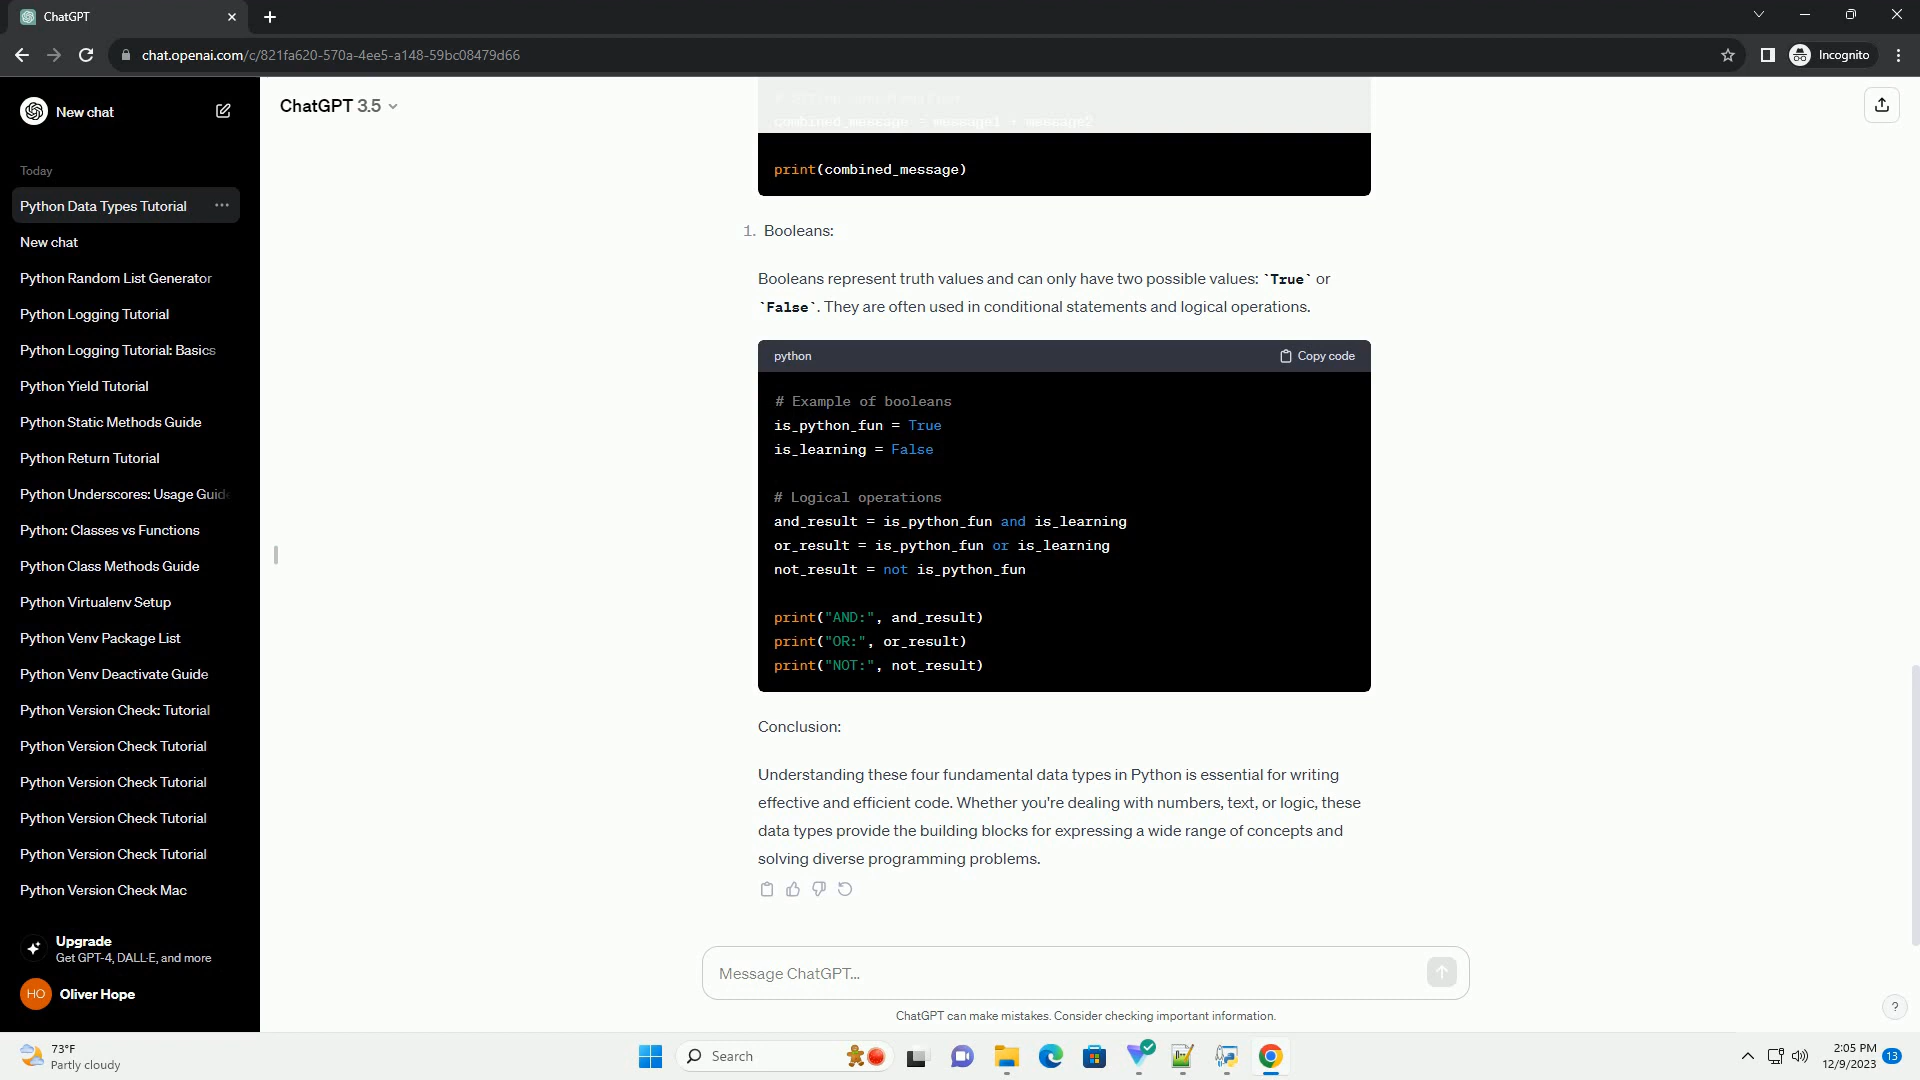 ChatGPT
chat.openai.com/c/821fa620-570a-4ee5-a148-59bc08479d66
Incognito
New chat
Today
Python Data Types Tutorial
New chat
Python Random List Generator
Python Logging Tutorial
Python Logging Tutorial: Basics
Python Yield Tutorial
Python Static Methods Guide
Python Return Tutorial
Python Underscores: Usage Guide
Python: Classes vs Functions
Python Class Methods Guide
Python Virtualenv Setup
Python Venv Package List
Python Venv Deactivate Guide
Python Version Check: Tutorial
Python Version Check Tutorial
Python Version Check Tutorial
Python Version Check Tutorial
Python Version Check Tutorial
Python Version Check Mac
Upgrade
Get GPT-4, DALL·E, and more
HO
Oliver Hope
ChatGPT 3.5
combined_message = message1 + message2
print(combined_message)
1. Booleans:
Booleans represent truth values and can only have two possible values: `True` or
`False`. They are often used in conditional statements and logical operations.
python
Copy code
# Example of booleans
is_python_fun = True
is_learning = False
# Logical operations
and_result = is_python_fun and is_learning
or_result = is_python_fun or is_learning
not_result = not is_python_fun
print("AND:", and_result)
print("OR:", or_result)
print("NOT:", not_result)
Conclusion:
Understanding these four fundamental data types in Python is essential for writing
effective and efficient code. Whether you're dealing with numbers, text, or logic, these
data types provide the building blocks for expressing a wide range of concepts and
solving diverse programming problems.
Message ChatGPT...
ChatGPT can make mistakes. Consider checking important information.
?
73°F
Partly cloudy
Search
2:05 PM
12/9/2023
13